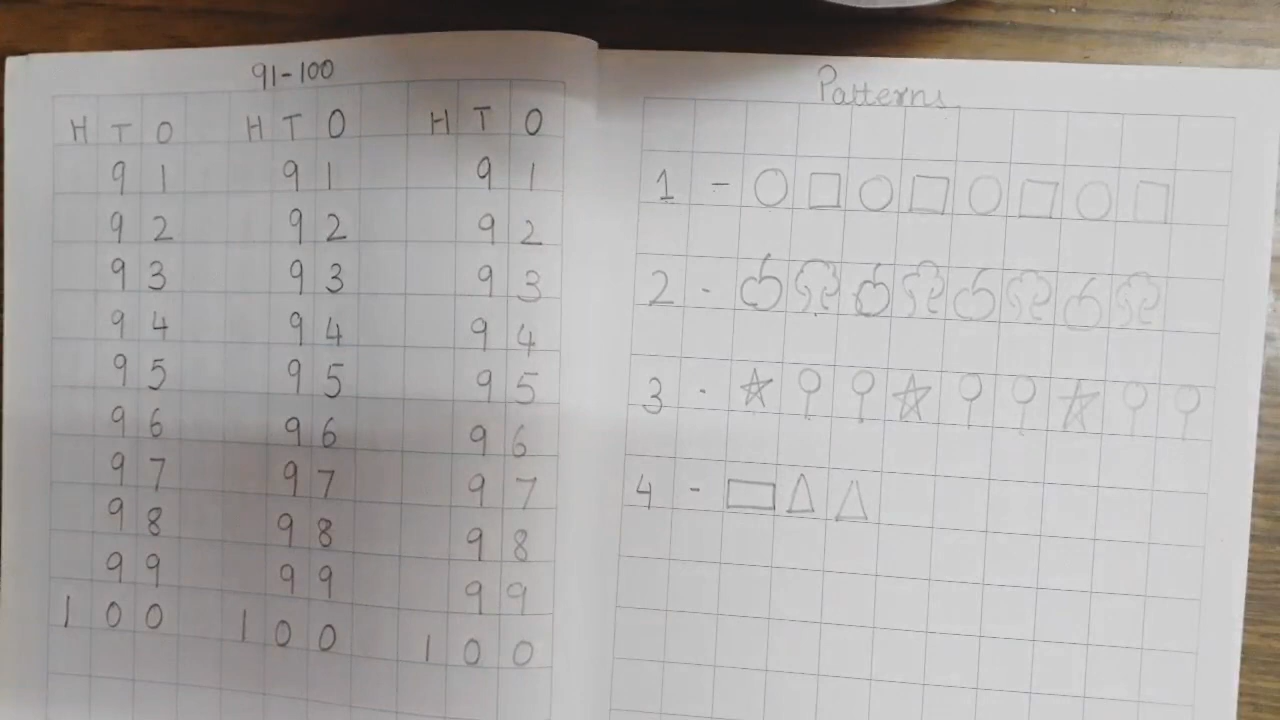 91-100
H T O H T O H T O
9 1 9 1 9 1
9 2 9 2 9 2
9 3 9 3 9 3
9 4 9 4 9 4
9 5 9 5 9 5
9 6 9 6 9 6
9 7 9 7 9 7
9 8 9 8 9 8
9 9 9 9 9 9
1 0 0 1 0 0 1 0 0
Patterns
1 -
2 -
3 -
4 -